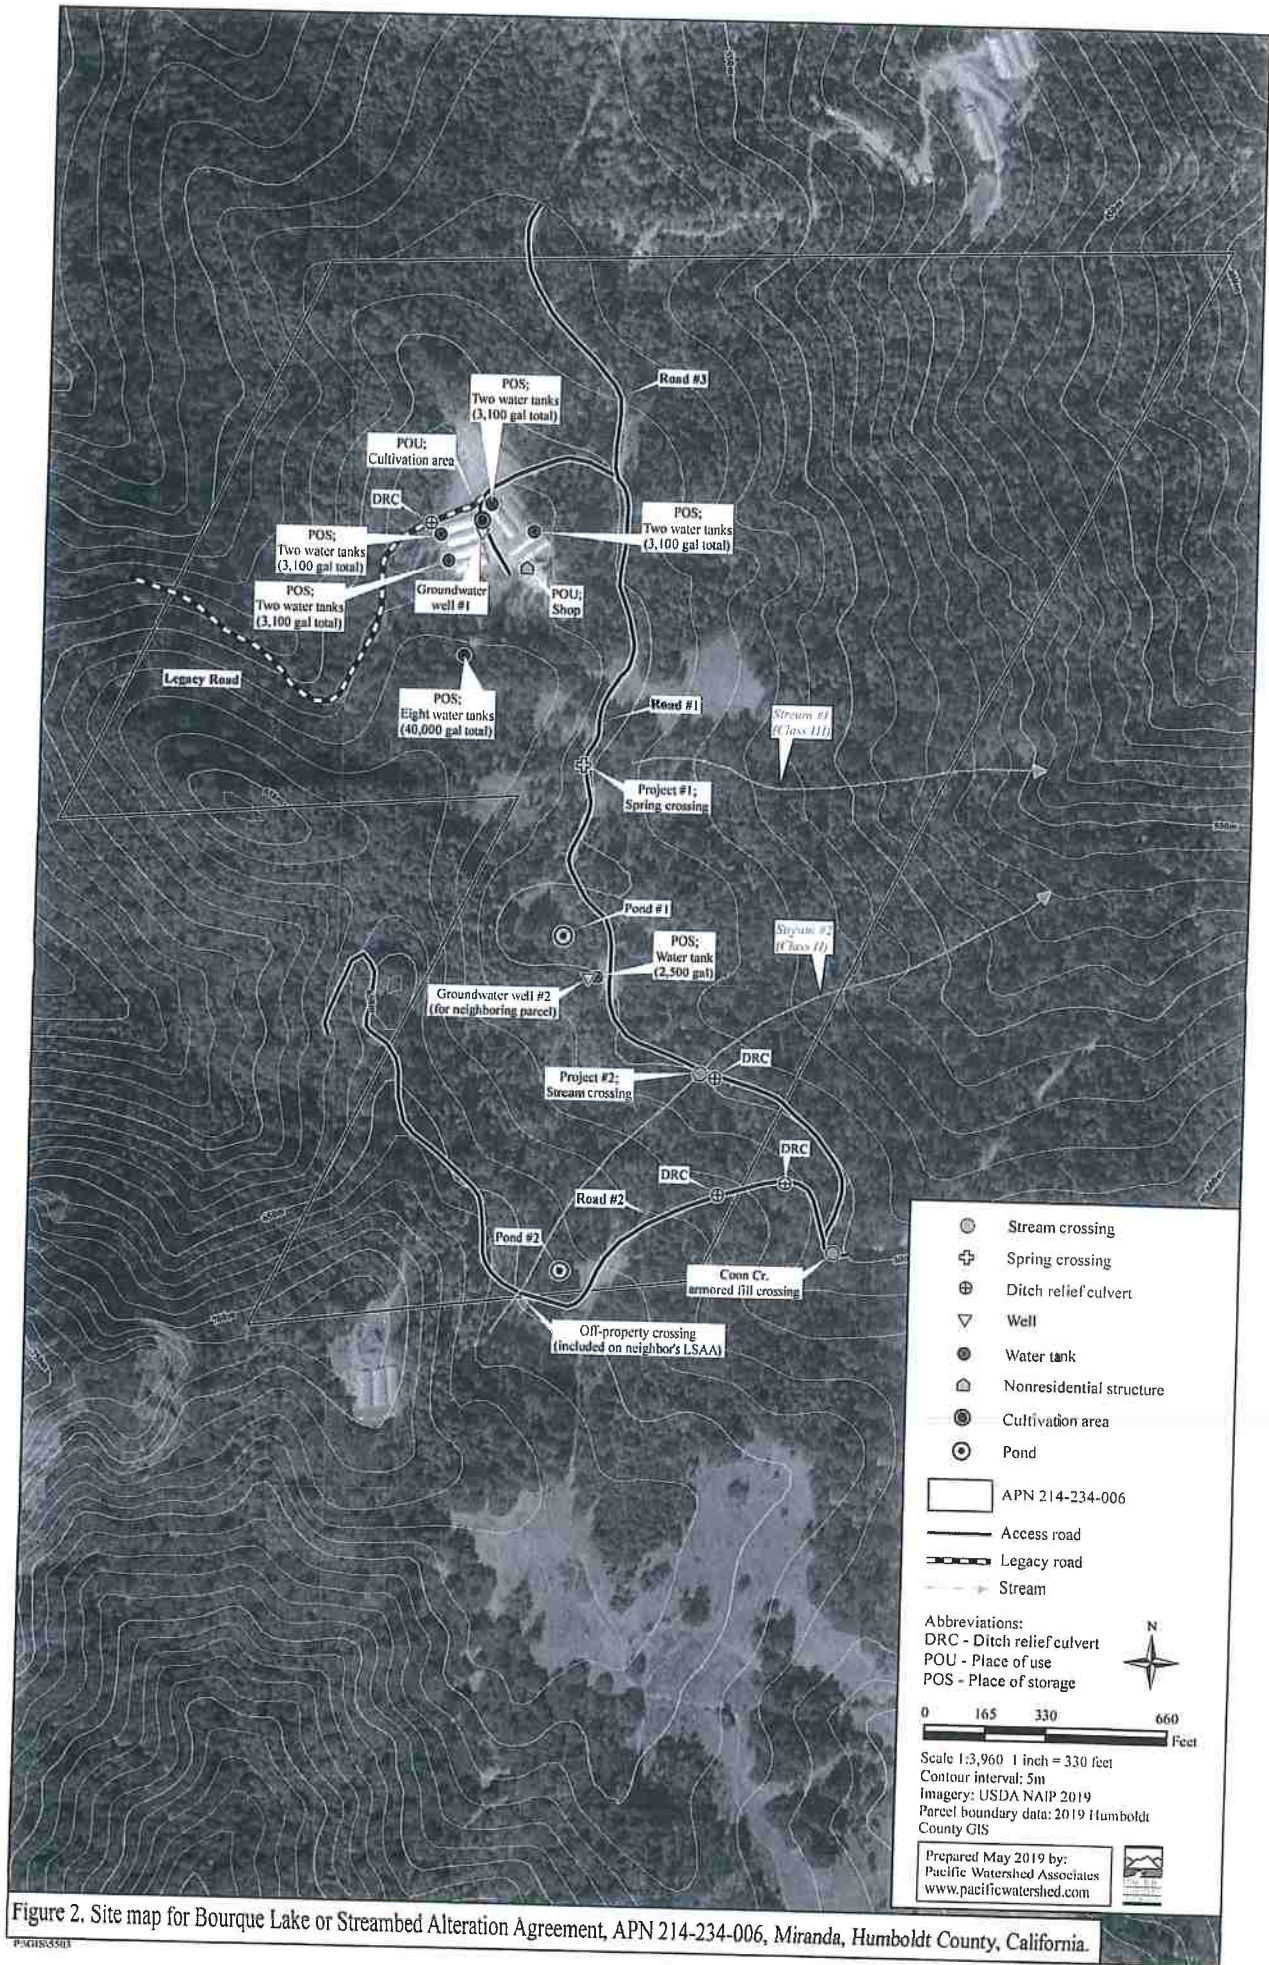 Road #3
POS;
Two water tanks
(3,100 gal total)
POU;
Cultivation area
DRC
POS;
Two water tanks
(3,100 gal total)
POS;
Two water tanks
(3,100 gal total)
POS;
Two water tanks
(3,100 gal total)
Groundwater
well #1
POU;
Shop
Legacy Road
POS;
Eight water tanks
(40,000 gal total)
Road #1
Stream #1
(Class III)
Project #1;
Spring crossing
550m
Pond #1
Stream #2
(Class II)
POS;
Water tank
(2,500 gal)
Groundwater well #2
(for neighboring parcel)
DRC
Project #2;
Stream crossing
DRC
DRC
Road #2
Pond #2
Coon Cr.
armored fill crossing
Off-property crossing
(included on neighbor's LSAA)
Stream crossing
Spring crossing
Ditch relief culvert
Well
Water tank
Nonresidential structure
Cultivation area
Pond
APN 214-234-006
Access road
Legacy road
Stream
Abbreviations:
DRC - Ditch relief culvert
POU - Place of use
POS - Place of storage
N
0 165 330 660
Feet
Scale 1:3,960 1 inch = 330 feet
Contour interval: 5m
Imagery: USDA NAIP 2019
Parcel boundary data: 2019 Humboldt
County GIS
Prepared May 2019 by:
Pacific Watershed Associates
www.pacificwatershed.com
Figure 2. Site map for Bourque Lake or Streambed Alteration Agreement, APN 214-234-006, Miranda, Humboldt County, California.
P:\GIS\5503